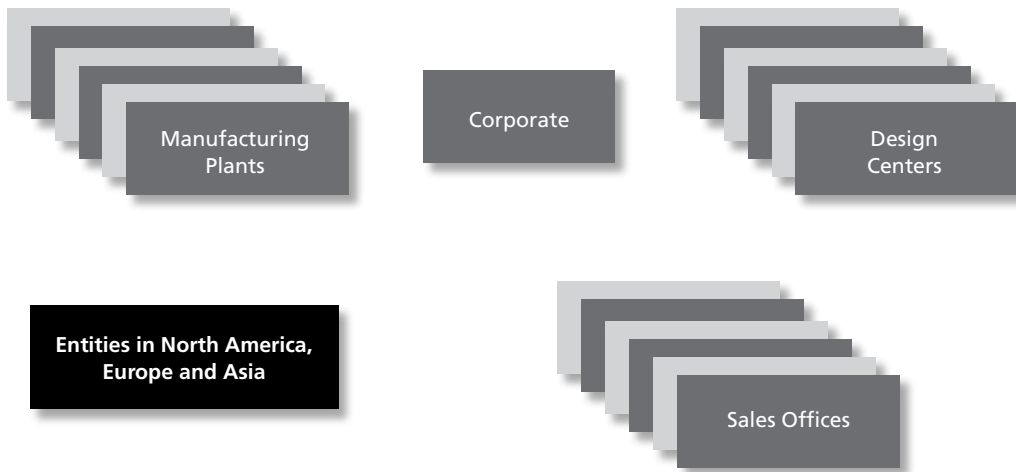 Manufacturing
Plants
Corporate
Design
Centers
Entities in North America,
Europe and Asia
Sales Offices